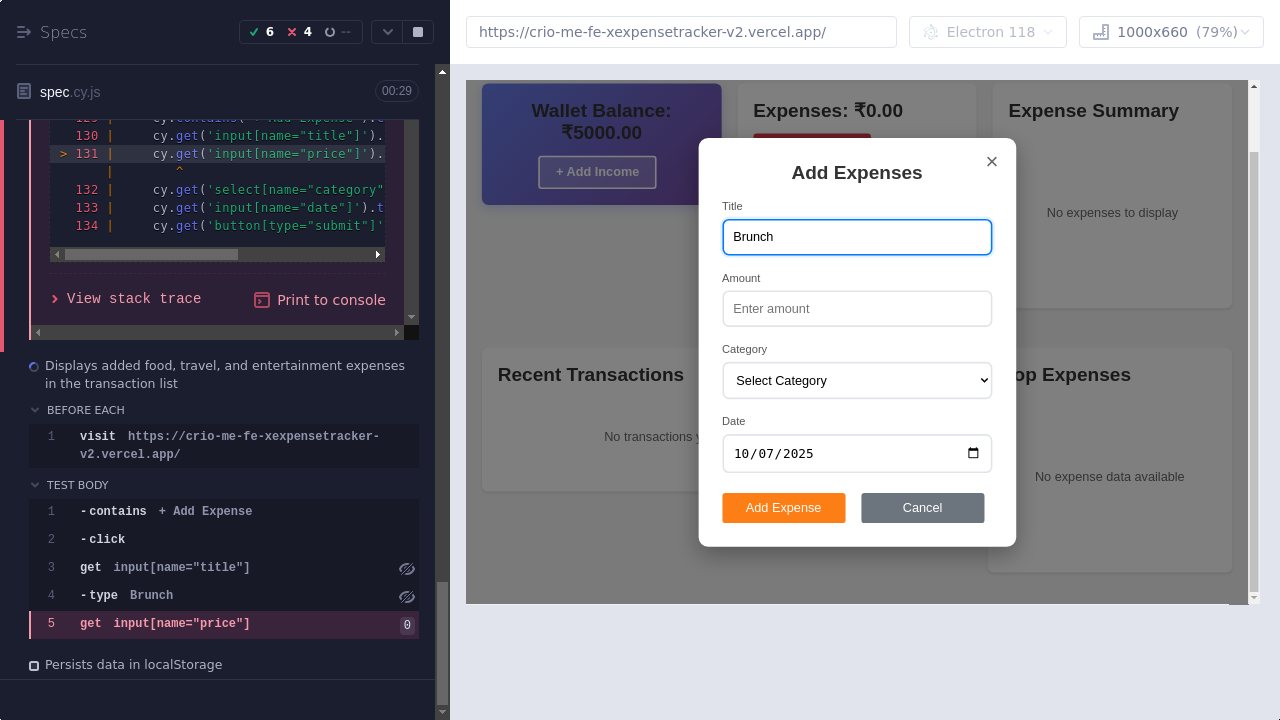 Specs
6
4
--
spec.cy.js
00:29
130 | cy.get('input[name="title"]').
> 131 | cy.get('input[name="price"]').
| ^
132 | cy.get('select[name="category"
133 | cy.get('input[name="date"]').t
134 | cy.get('button[type="submit"]'
View stack trace
Print to console
Displays added food, travel, and entertainment expenses
in the transaction list
BEFORE EACH
1 visit https://crio-me-fe-xexpensetracker-
v2.vercel.app/
TEST BODY
1 -contains + Add Expense
2 -click
3 get input[name="title"]
4 -type Brunch
5 get input[name="price"] 0
Persists data in localStorage
https://crio-me-fe-xexpensetracker-v2.vercel.app/
Electron 118
1000x660 (79%)
Wallet Balance:
₹5000.00
+ Add Income
Expenses: ₹0.00
Expense Summary
No expenses to display
Recent Transactions
No transactions
op Expenses
No expense data available
Add Expenses
×
Title
Brunch
Amount
Enter amount
Category
Select Category
Date
10/07/2025
Add Expense
Cancel